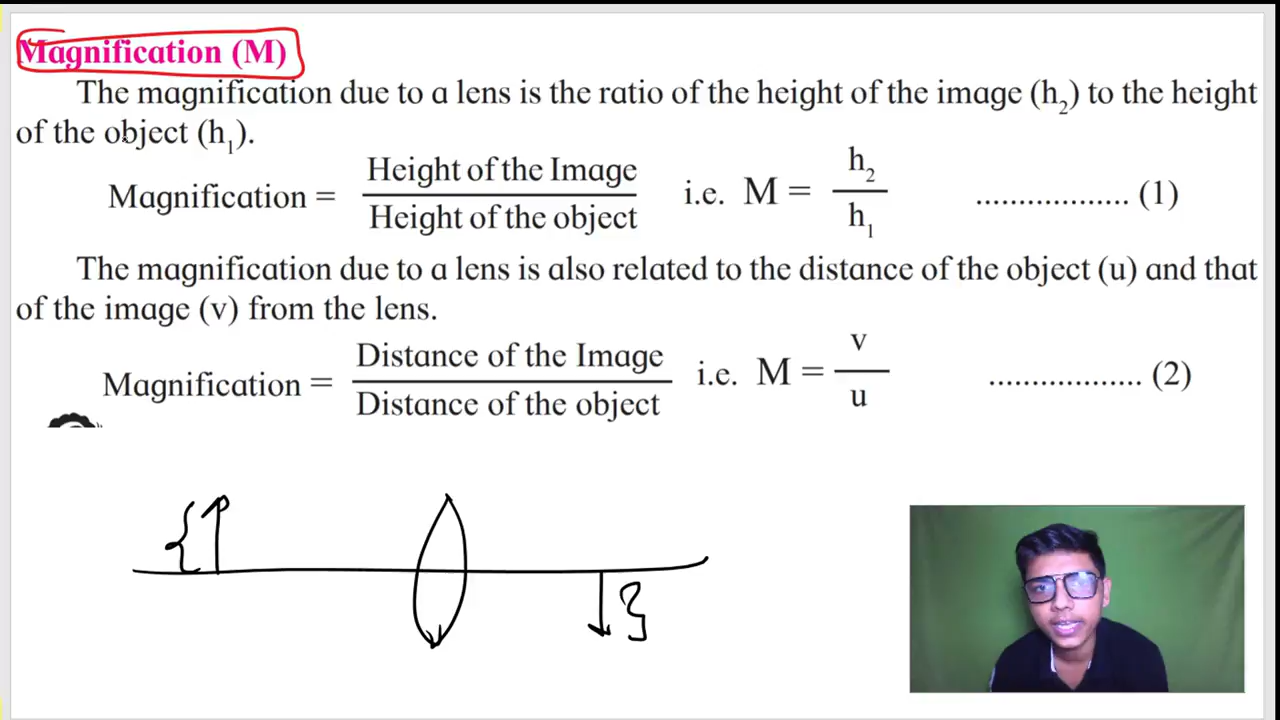 Magnification (M)
The magnification due to a lens is the ratio of the height of the image (h₂) to the height
of the object (h₁).
Magnification = Height of the Image / Height of the object i.e. M = h₂ / h₁ .................. (1)
The magnification due to a lens is also related to the distance of the object (u) and that
of the image (v) from the lens.
Magnification = Distance of the Image / Distance of the object i.e. M = v / u .................. (2)